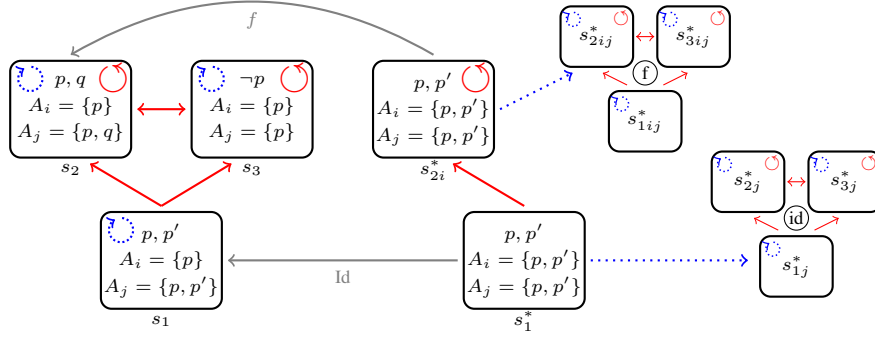 f
p, q
A_i = {p}
A_j = {p, q}
s_2
¬p
A_i = {p}
A_j = {p}
s_3
p, p′
A_i = {p, p′}
A_j = {p, p′}
s*_{2i}
s*_{2ij}
s*_{3ij}
f
s*_{1ij}
s*_{2j}
s*_{3j}
id
s*_{1j}
p, p′
A_i = {p}
A_j = {p, p′}
s_1
Id
p, p′
A_i = {p, p′}
A_j = {p, p′}
s*_1